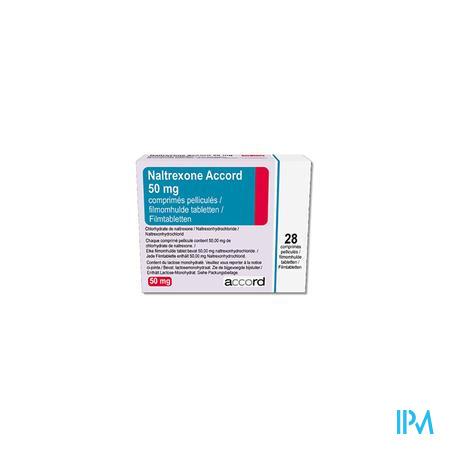 Naltrexone Accord
50 mg
comprimés pelliculés /
filmomhulde tabletten /
Filmtabletten
Chlorhydrate de naltrexone / Naltrexonhydrochloride /
Naltrexonhydrochlorid
Chaque comprimé pelliculé contient 50,00 mg de
chlorhydrate de naltrexone. /
Elke filmomhulde tablet bevat 50,00 mg naltrexonhydrochloride. /
Jede Filmtablette enthält 50,00 mg Naltrexonhydrochlorid.
Contient du lactose monohydraté. Veuillez vous reporter à la notice
ci-jointe / Bevat lactosemonohydraat. Zie de bijgevoegde bijsluiter /
Enthält Lactose-Monohydrat. Siehe Packungsbeilage.
50 mg
accord
28
comprimés
pelliculés /
filmomhulde
tabletten /
Filmtabletten
IPM